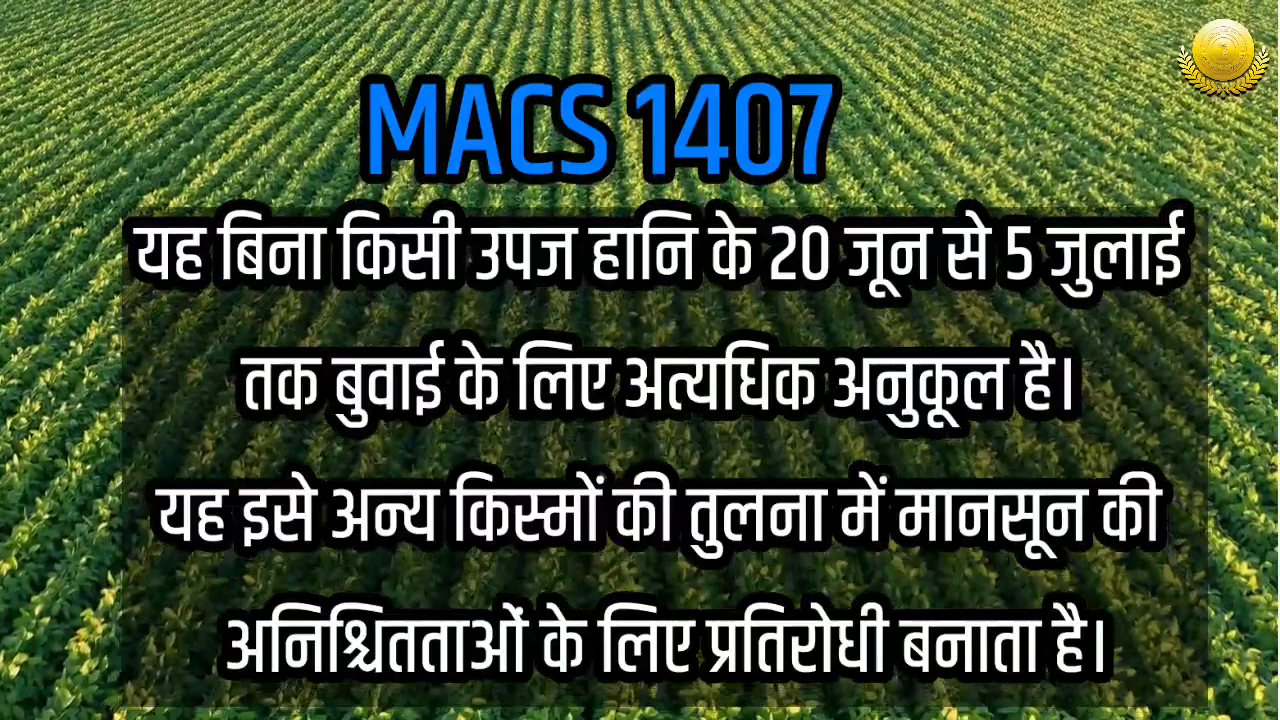 MACS 1407
यह बिना किसी उपज हानि के 20 जून से 5 जुलाई
तक बुवाई के लिए अत्यधिक अनुकूल है।
यह इसे अन्य किस्मों की तुलना में मानसून की
अनिश्चितताओं के लिए प्रतिरोधी बनाता है।